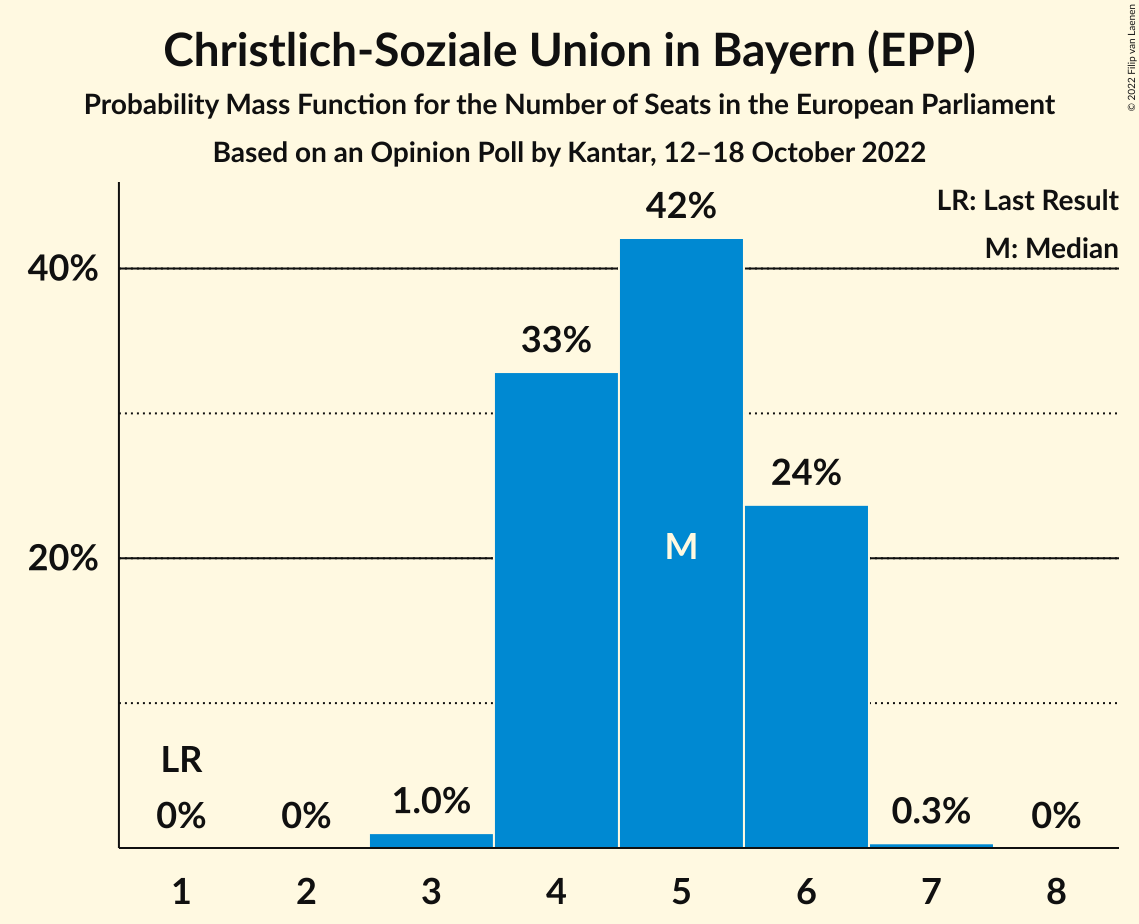 Christlich-Soziale Union in Bayern (EPP)
Probability Mass Function for the Number of Seats in the European Parliament
Based on an Opinion Poll by Kantar, 12–18 October 2022
© 2022 Filip van Laenen
LR: Last Result
M: Median
42%
40%
33%
24%
M
20%
LR
0%
0%
1.0%
0.3%
0%
1 2 3 4 5 6 7 8